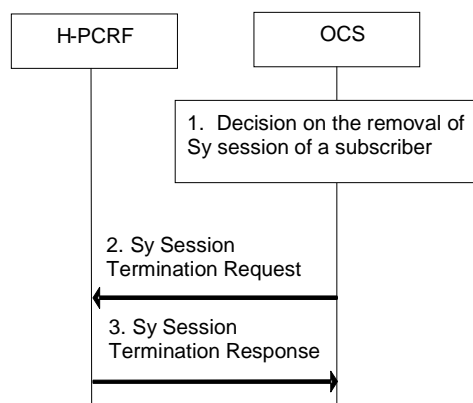 H-PCRF
OCS
1. Decision on the removal of
Sy session of a subscriber
2. Sy Session
Termination Request
3. Sy Session
Termination Response